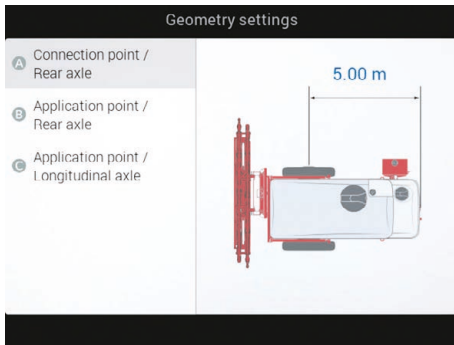 Geometry settings
A
Connection point /
Rear axle
B
Application point /
Rear axle
C
Application point /
Longitudinal axle
5.00 m